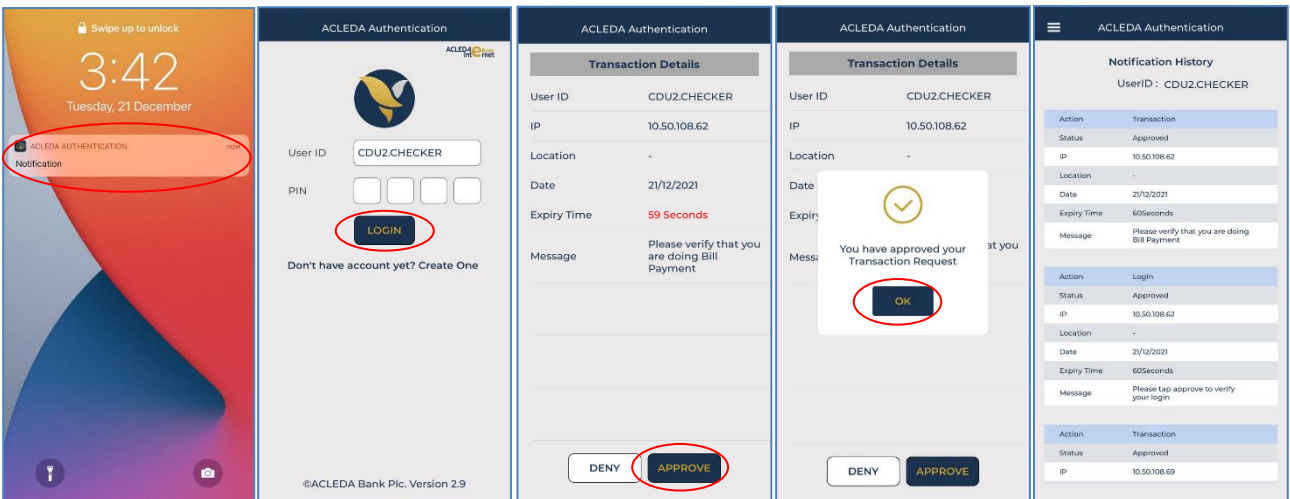 Swipe up to unlock
3:42
Tuesday, 21 December
ACLEDA AUTHENTICATION now
Notification
ACLEDA Authentication
User ID CDU2.CHECKER
PIN
LOGIN
Don't have account yet? Create One
©ACLEDA Bank Plc. Version 2.9
ACLEDA Authentication
Transaction Details
User ID CDU2.CHECKER
IP 10.50.108.62
Location -
Date 21/12/2021
Expiry Time 59 Seconds
Message Please verify that you
are doing Bill
Payment
DENY APPROVE
ACLEDA Authentication
Transaction Details
User ID CDU2.CHECKER
IP 10.50.108.62
Location -
Date
Expiry
at you
You have approved your
Transaction Request
OK
DENY APPROVE
ACLEDA Authentication
Notification History
UserID : CDU2.CHECKER
Action Transaction
Status Approved
IP 10.50.108.62
Location -
Date 21/12/2021
Expiry Time 60Seconds
Message Please verify that you are doing
Bill Payment
Action Login
Status Approved
IP 10.50.108.62
Location -
Date 21/12/2021
Expiry Time 60Seconds
Message Please tap approve to verify
your login
Action Transaction
Status Approved
IP 10.50.108.69